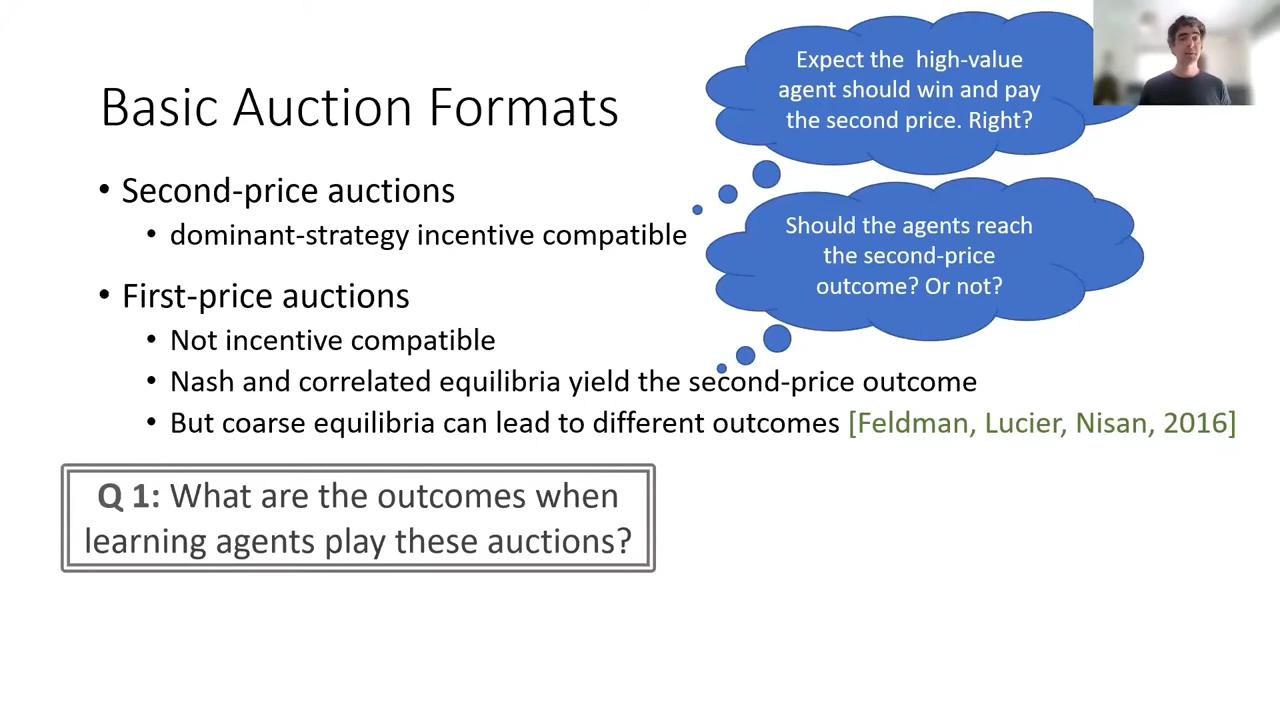 Basic Auction Formats
Expect the high-value
agent should win and pay
the second price. Right?
• Second-price auctions
• dominant-strategy incentive compatible
Should the agents reach
the second-price
outcome? Or not?
• First-price auctions
• Not incentive compatible
• Nash and correlated equilibria yield the second-price outcome
• But coarse equilibria can lead to different outcomes [Feldman, Lucier, Nisan, 2016]
Q 1: What are the outcomes when
learning agents play these auctions?